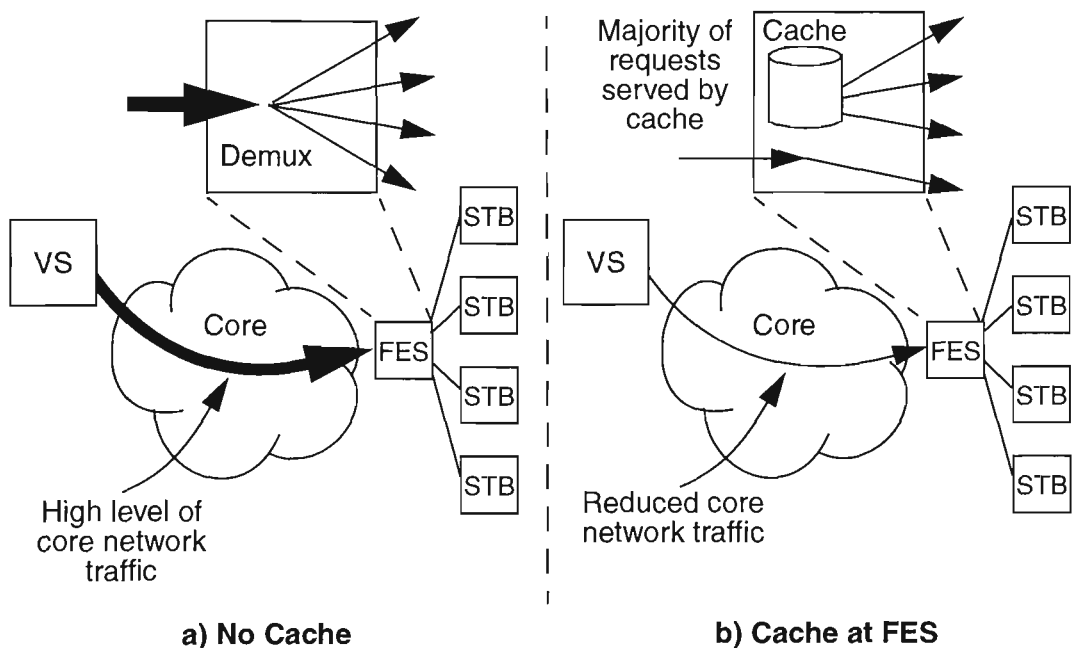 Demux
VS
Core
FES
STB
STB
STB
STB
High level of
core network
traffic
a) No Cache
Majority of
requests
served by
cache
Cache
VS
Core
FES
STB
STB
STB
STB
Reduced core
network traffic
b) Cache at FES